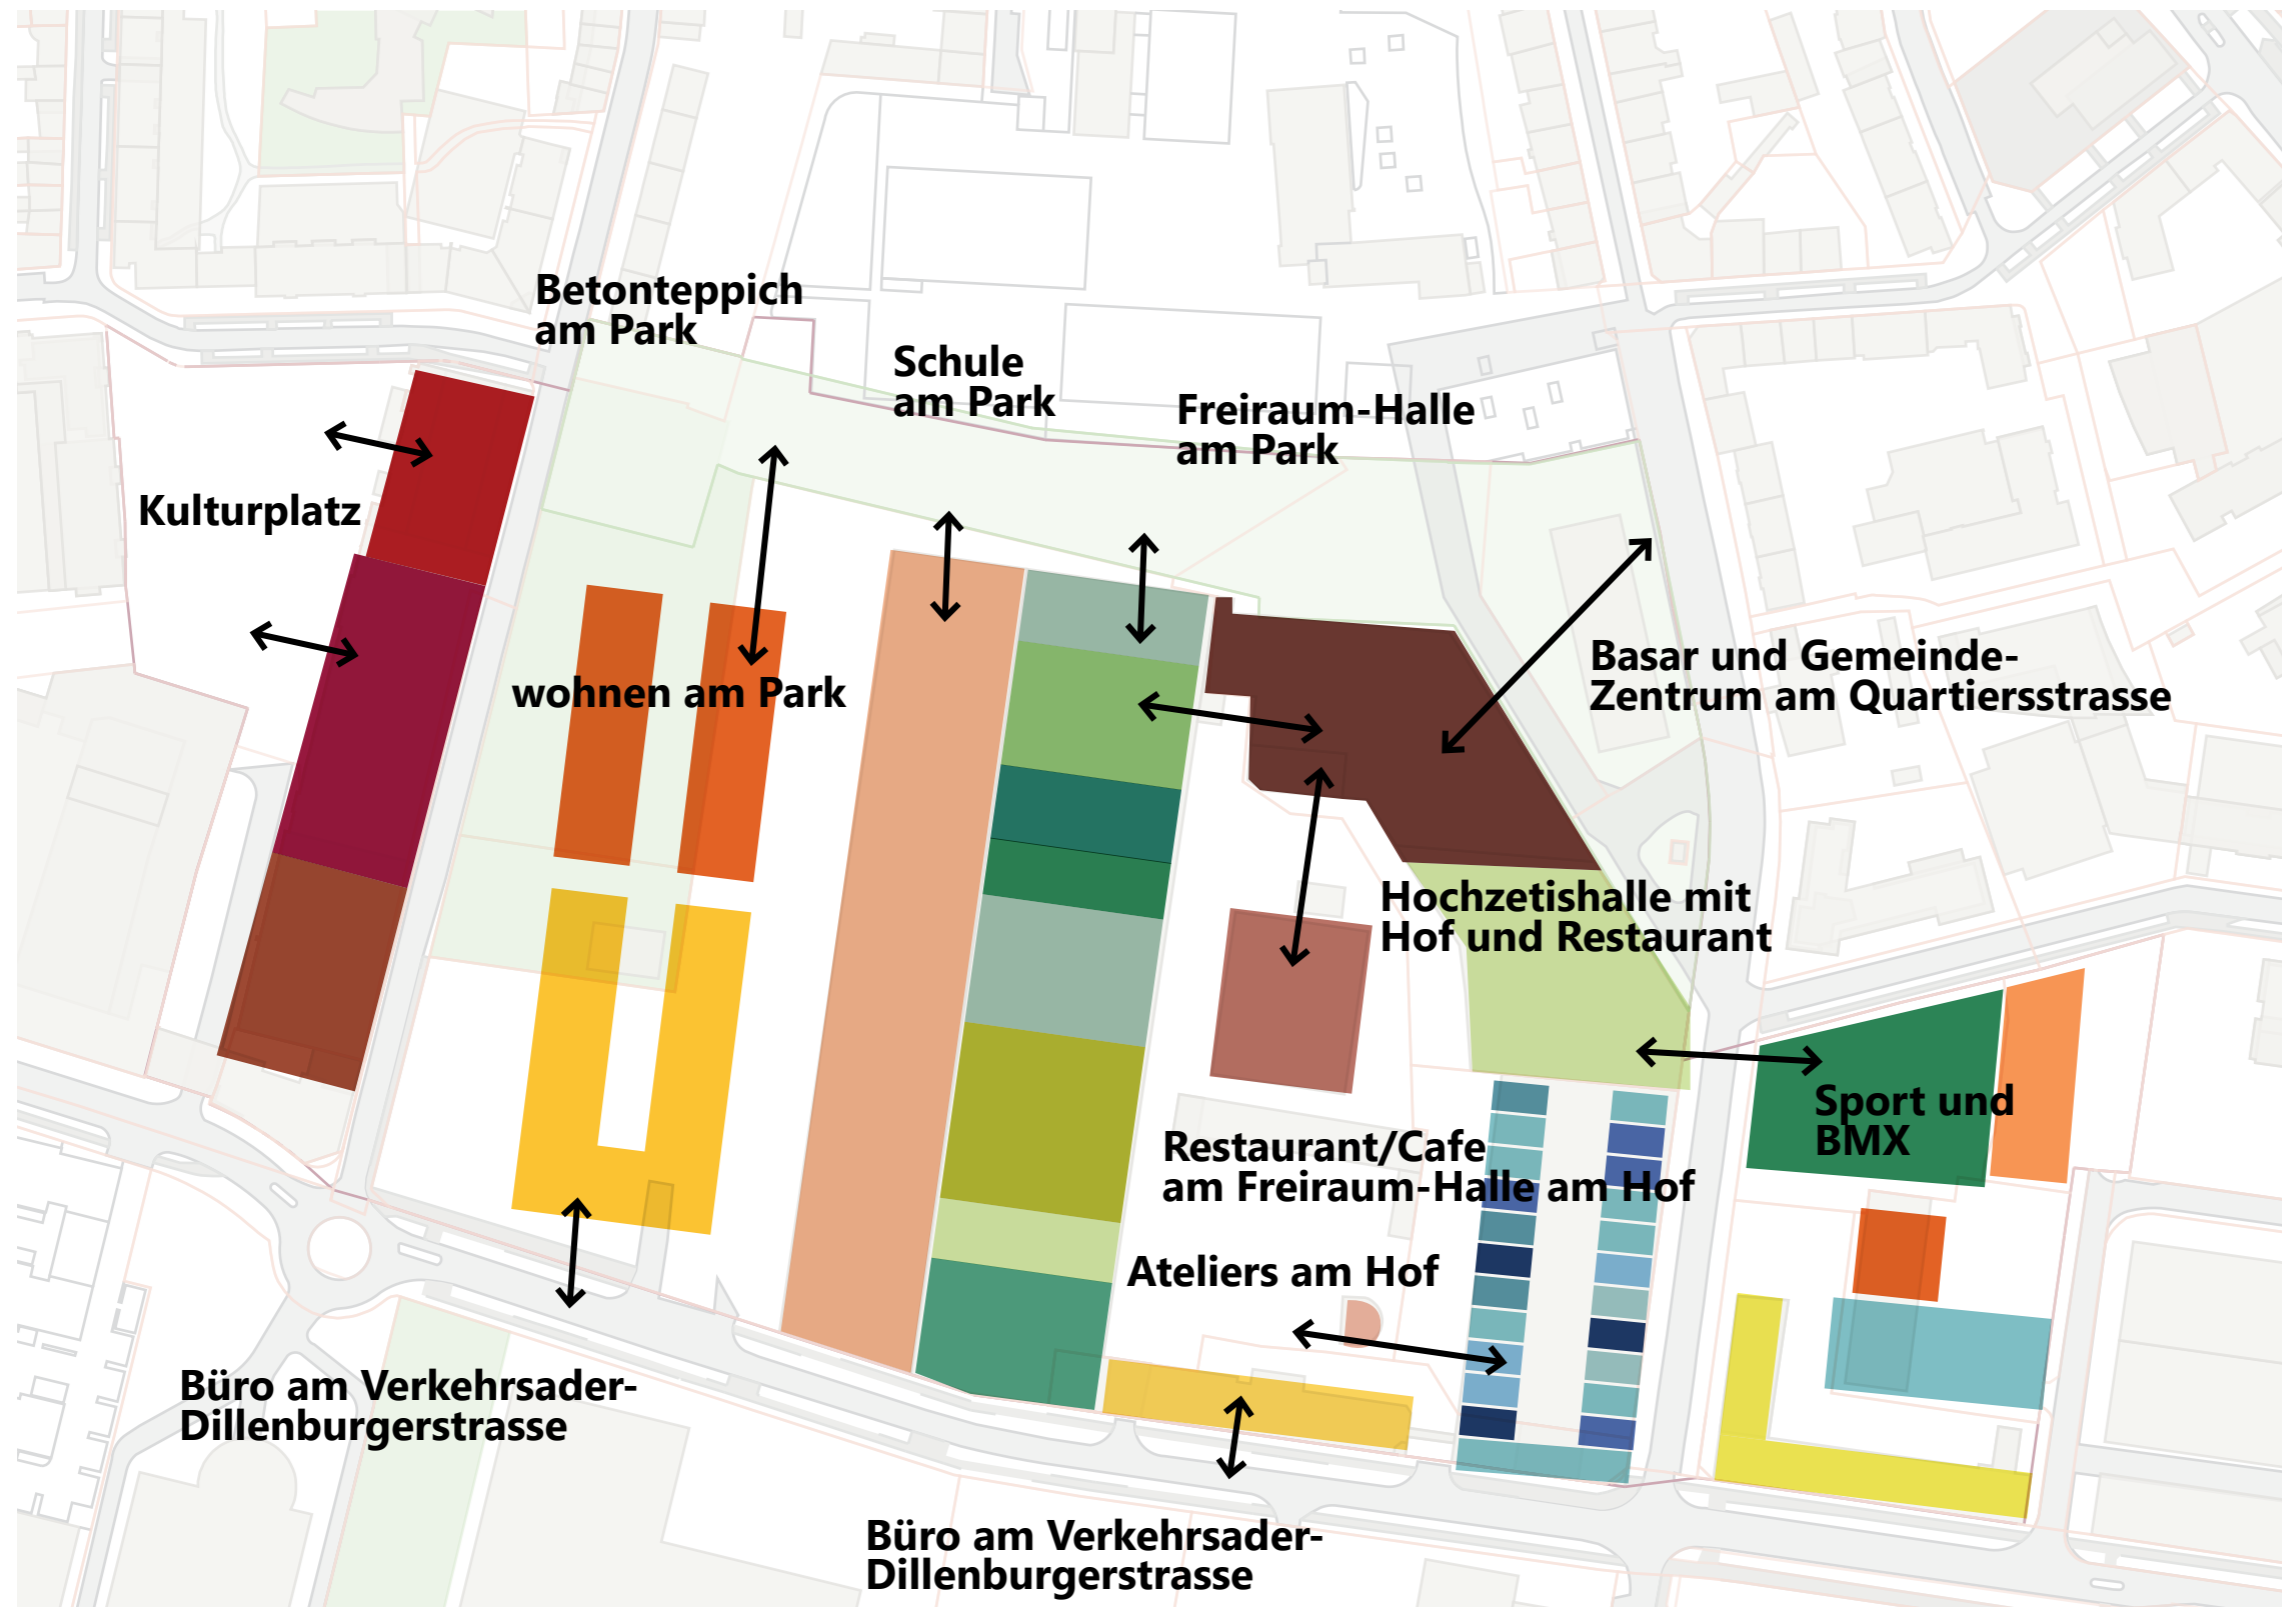 Betonteppich
am Park
Schule
am Park
Freiraum-Halle
am Park
Kulturplatz
Basar und Gemeinde-
Zentrum am Quartiersstrasse
wohnen am Park
Hochzetishalle mit
Hof und Restaurant
Sport und
BMX
Restaurant/Cafe
am Freiraum-Halle am Hof
Ateliers am Hof
Büro am Verkehrsader-
Dillenburgerstrasse
Büro am Verkehrsader-
Dillenburgerstrasse